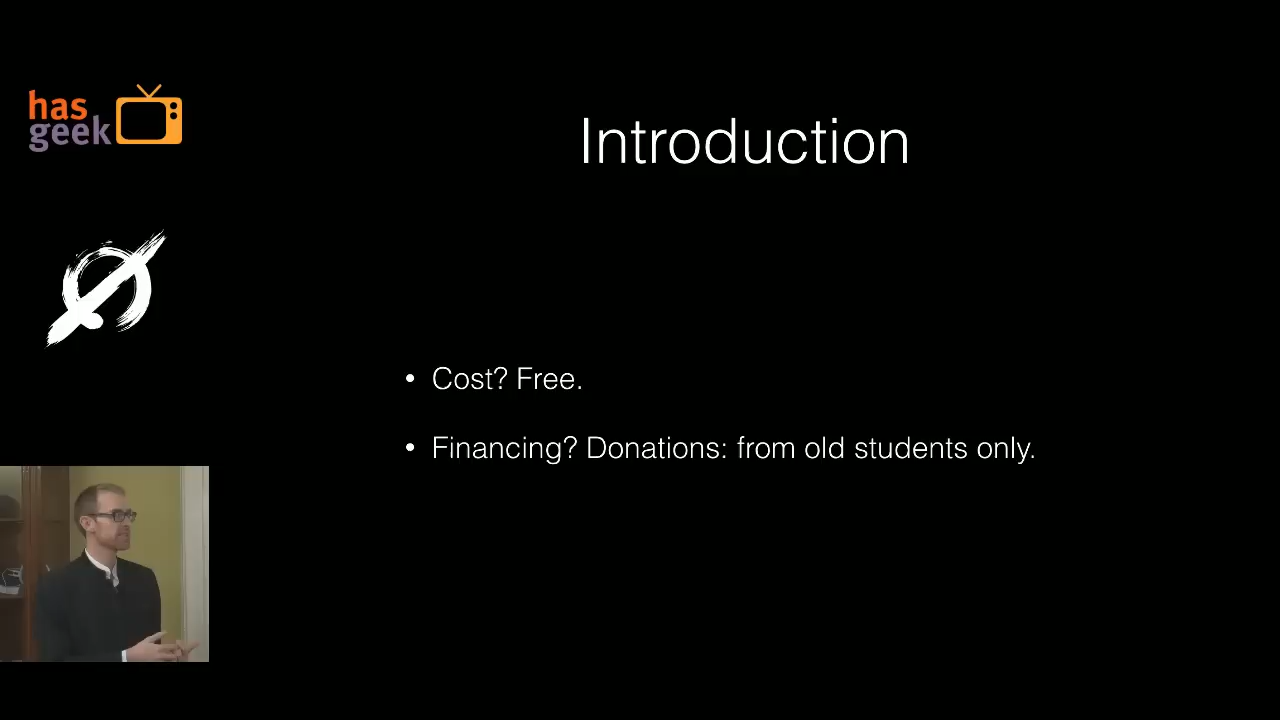 has
geek
Introduction
• Cost? Free.
• Financing? Donations: from old students only.